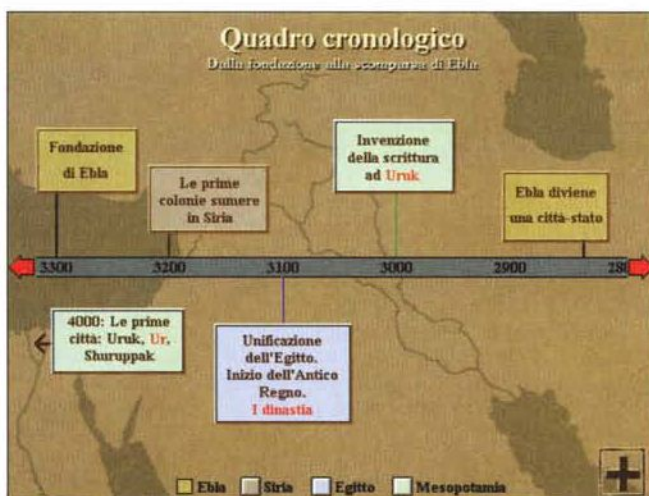 Quadro cronologico
Dalla fondazione alla scomparsa di Ebla
Fondazione
di Ebla
Le prime
colonie sumere
in Siria
Invenzione
della scrittura
ad Uruk
Ebla diviene
una città-stato
3300 3200 3100 3000 2900 280
4000: Le prime
città: Uruk, Ur,
Shuruppak
Unificazione
dell'Egitto.
Inizio dell'Antico
Regno.
I dinastia
Ebla Siria Egitto Mesopotamia